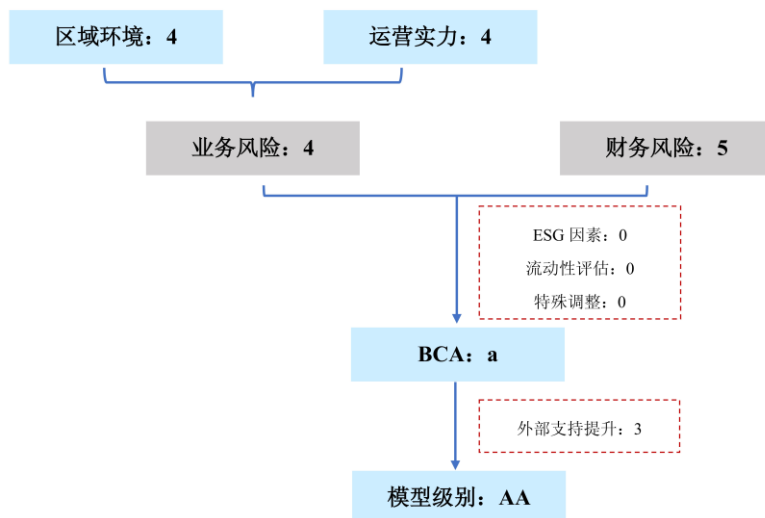 区域环境：4
运营实力：4
业务风险：4
财务风险：5
ESG 因素：0
流动性评估：0
特殊调整：0
BCA：a
外部支持提升：3
模型级别：AA